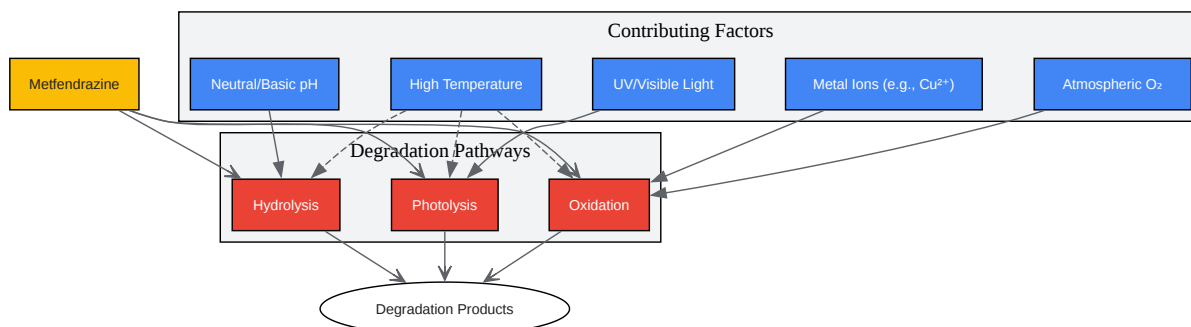 Contributing Factors
Metfendrazine
Neutral/Basic pH
High Temperature
UV/Visible Light
Metal Ions (e.g., Cu²⁺)
Atmospheric O₂
Degradation Pathways
Hydrolysis
Photolysis
Oxidation
Degradation Products